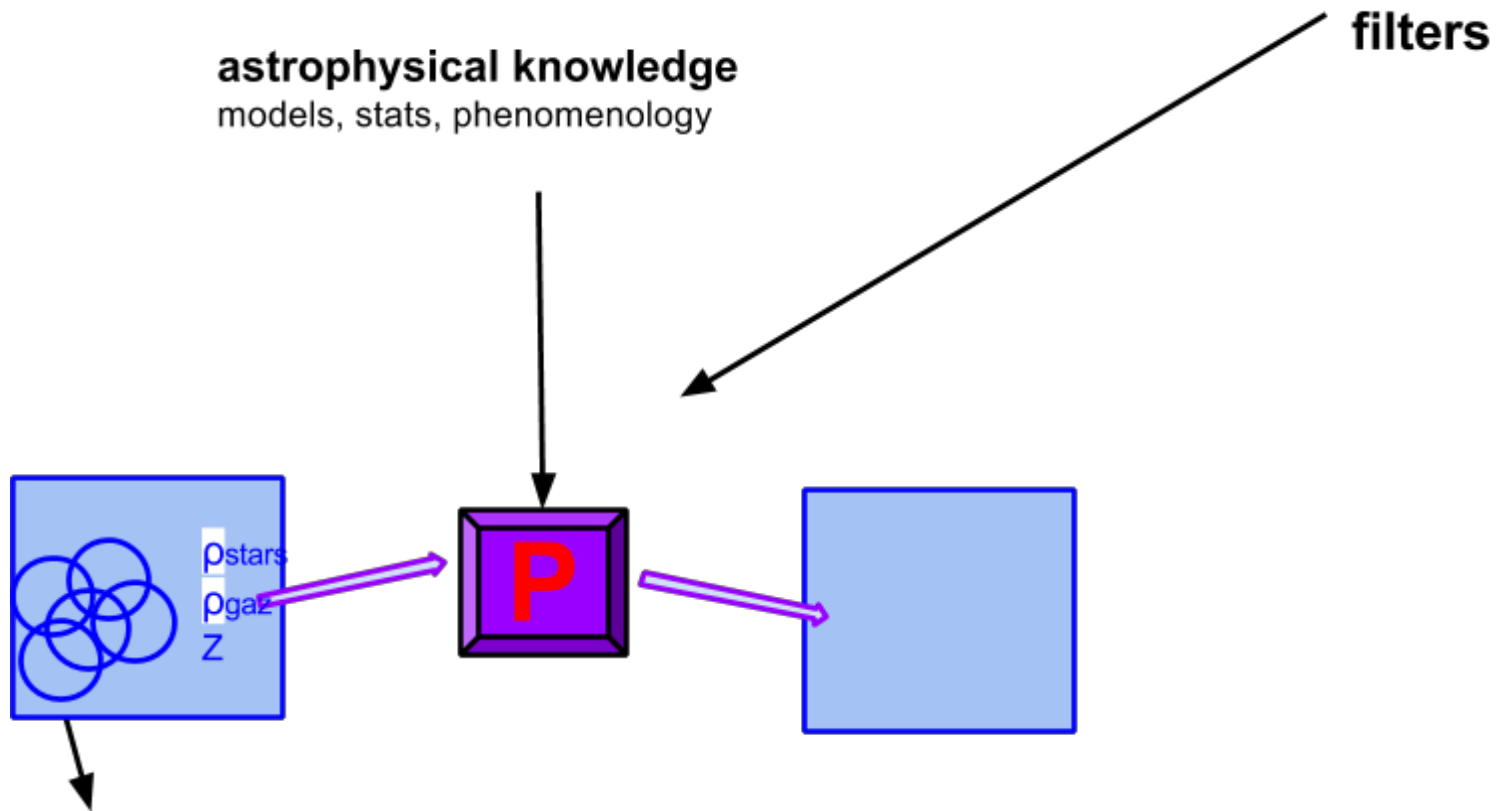 filters
astrophysical knowledge
models, stats, phenomenology
ρstars
ρgaz
Z
P